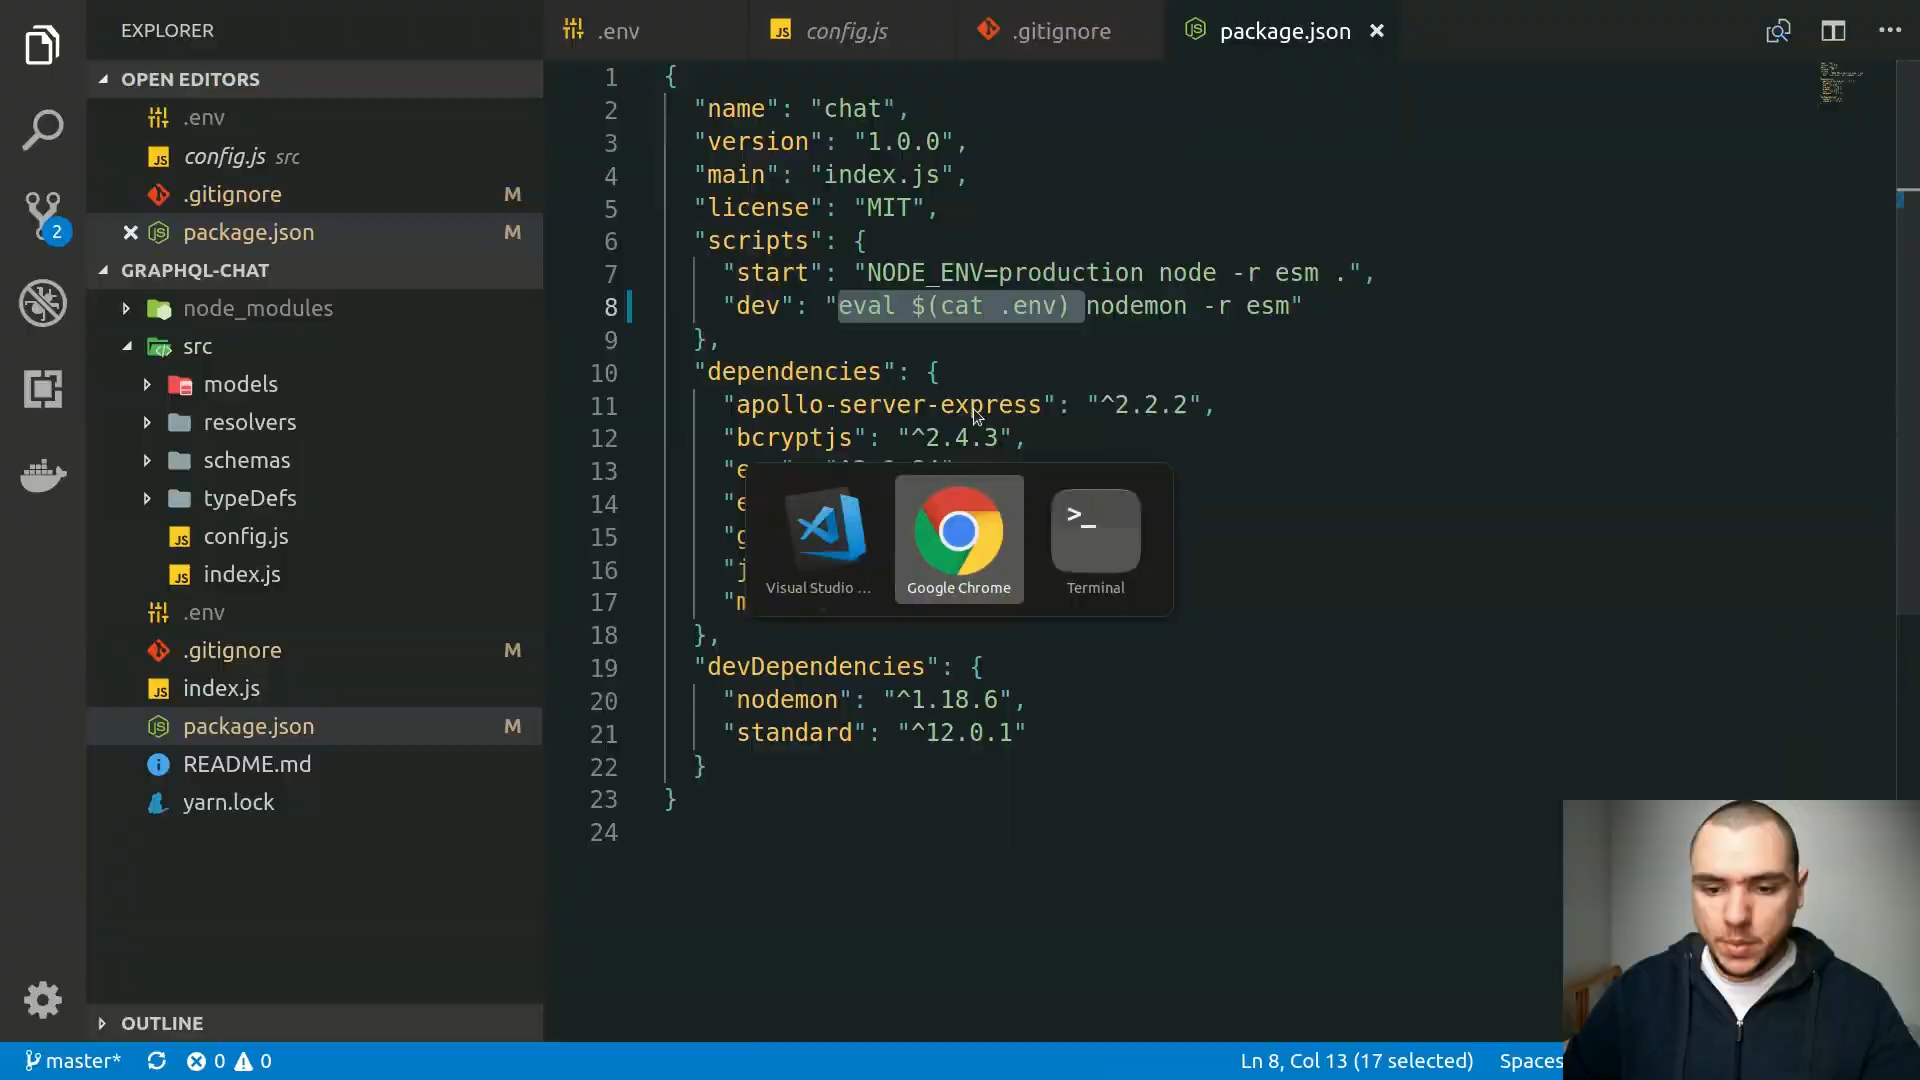 EXPLORER
OPEN EDITORS
.env
config.js src
.gitignore M
package.json M
GRAPHQL-CHAT
node_modules
src
models
resolvers
schemas
typeDefs
config.js
index.js
.env
.gitignore M
index.js
package.json M
README.md
yarn.lock
OUTLINE
2
.env
config.js
.gitignore
package.json
1 {
2 "name": "chat",
3 "version": "1.0.0",
4 "main": "index.js",
5 "license": "MIT",
6 "scripts": {
7 "start": "NODE_ENV=production node -r esm .",
8 "dev": "eval $(cat .env) nodemon -r esm"
9 },
10 "dependencies": {
11 "apollo-server-express": "^2.2.2",
12 "bcryptjs": "^2.4.3",
13 "e
14 "e
15 "g
16 "j
17 "m
18 },
19 "devDependencies": {
20 "nodemon": "^1.18.6",
21 "standard": "^12.0.1"
22 }
23 }
24
Visual Studio ...
Google Chrome
>_
Terminal
master* 0 0
Ln 8, Col 13 (17 selected) Spaces